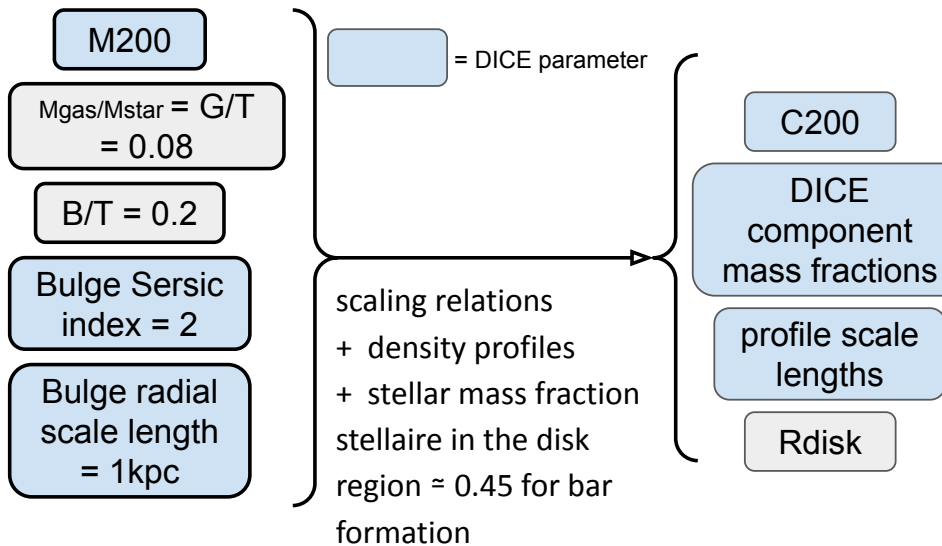 M200
Mgas/Mstar = G/T
= 0.08
B/T = 0.2
Bulge Sersic
index = 2
Bulge radial
scale length
= 1kpc
= DICE parameter
scaling relations
+ density profiles
+ stellar mass fraction
stellaire in the disk
region ≃ 0.45 for bar
formation
C200
DICE
component
mass fractions
profile scale
lengths
Rdisk